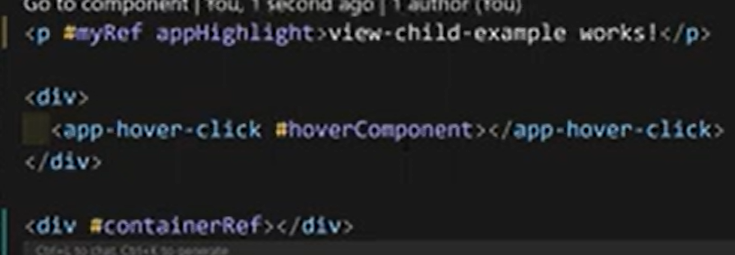 Go to component | You, 1 second ago | 1 author (You)
<p #myRef appHighlight>view-child-example works!</p>
<div>
<app-hover-click #hoverComponent></app-hover-click>
</div>
<div #containerRef></div>
Ctrl+L to chat, Ctrl+K to generate